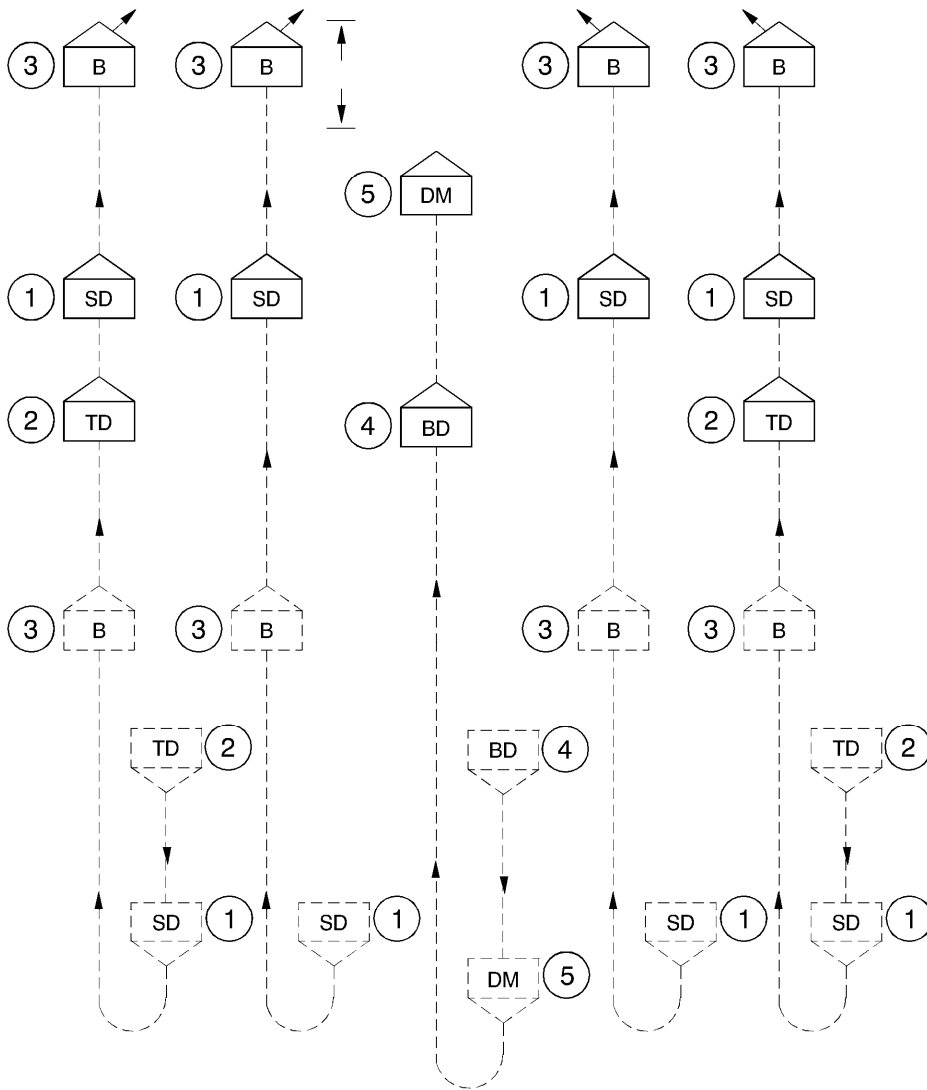 3 B 3 B 3 B 3 B
5 DM
1 SD 1 SD 1 SD 1 SD
2 TD 4 BD 2 TD
3 B 3 B 3 B 3 B
TD 2 BD 4 TD 2
SD 1 SD 1 SD 1 SD 1
DM 5